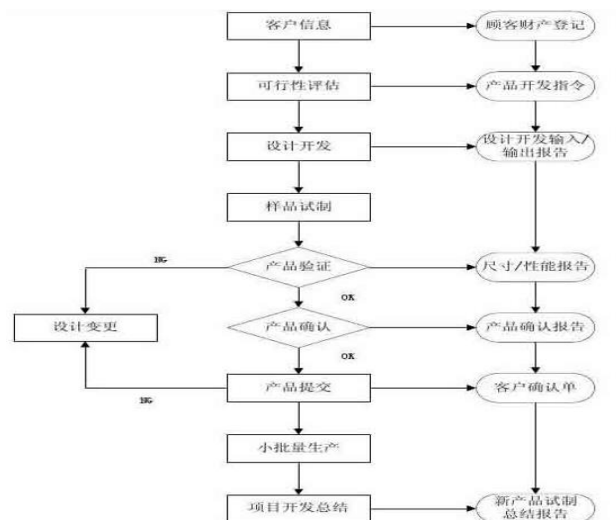 客户信息
顾客财产登记
可行性评估
产品开发指令
设计开发
设计开发输入/
输出报告
样品试制
NG
产品验证
尺寸/性能报告
OK
设计变更
产品确认
产品确认报告
OK
NG
产品提交
客户确认单
小批量生产
项目开发总结
新产品试制
总结报告